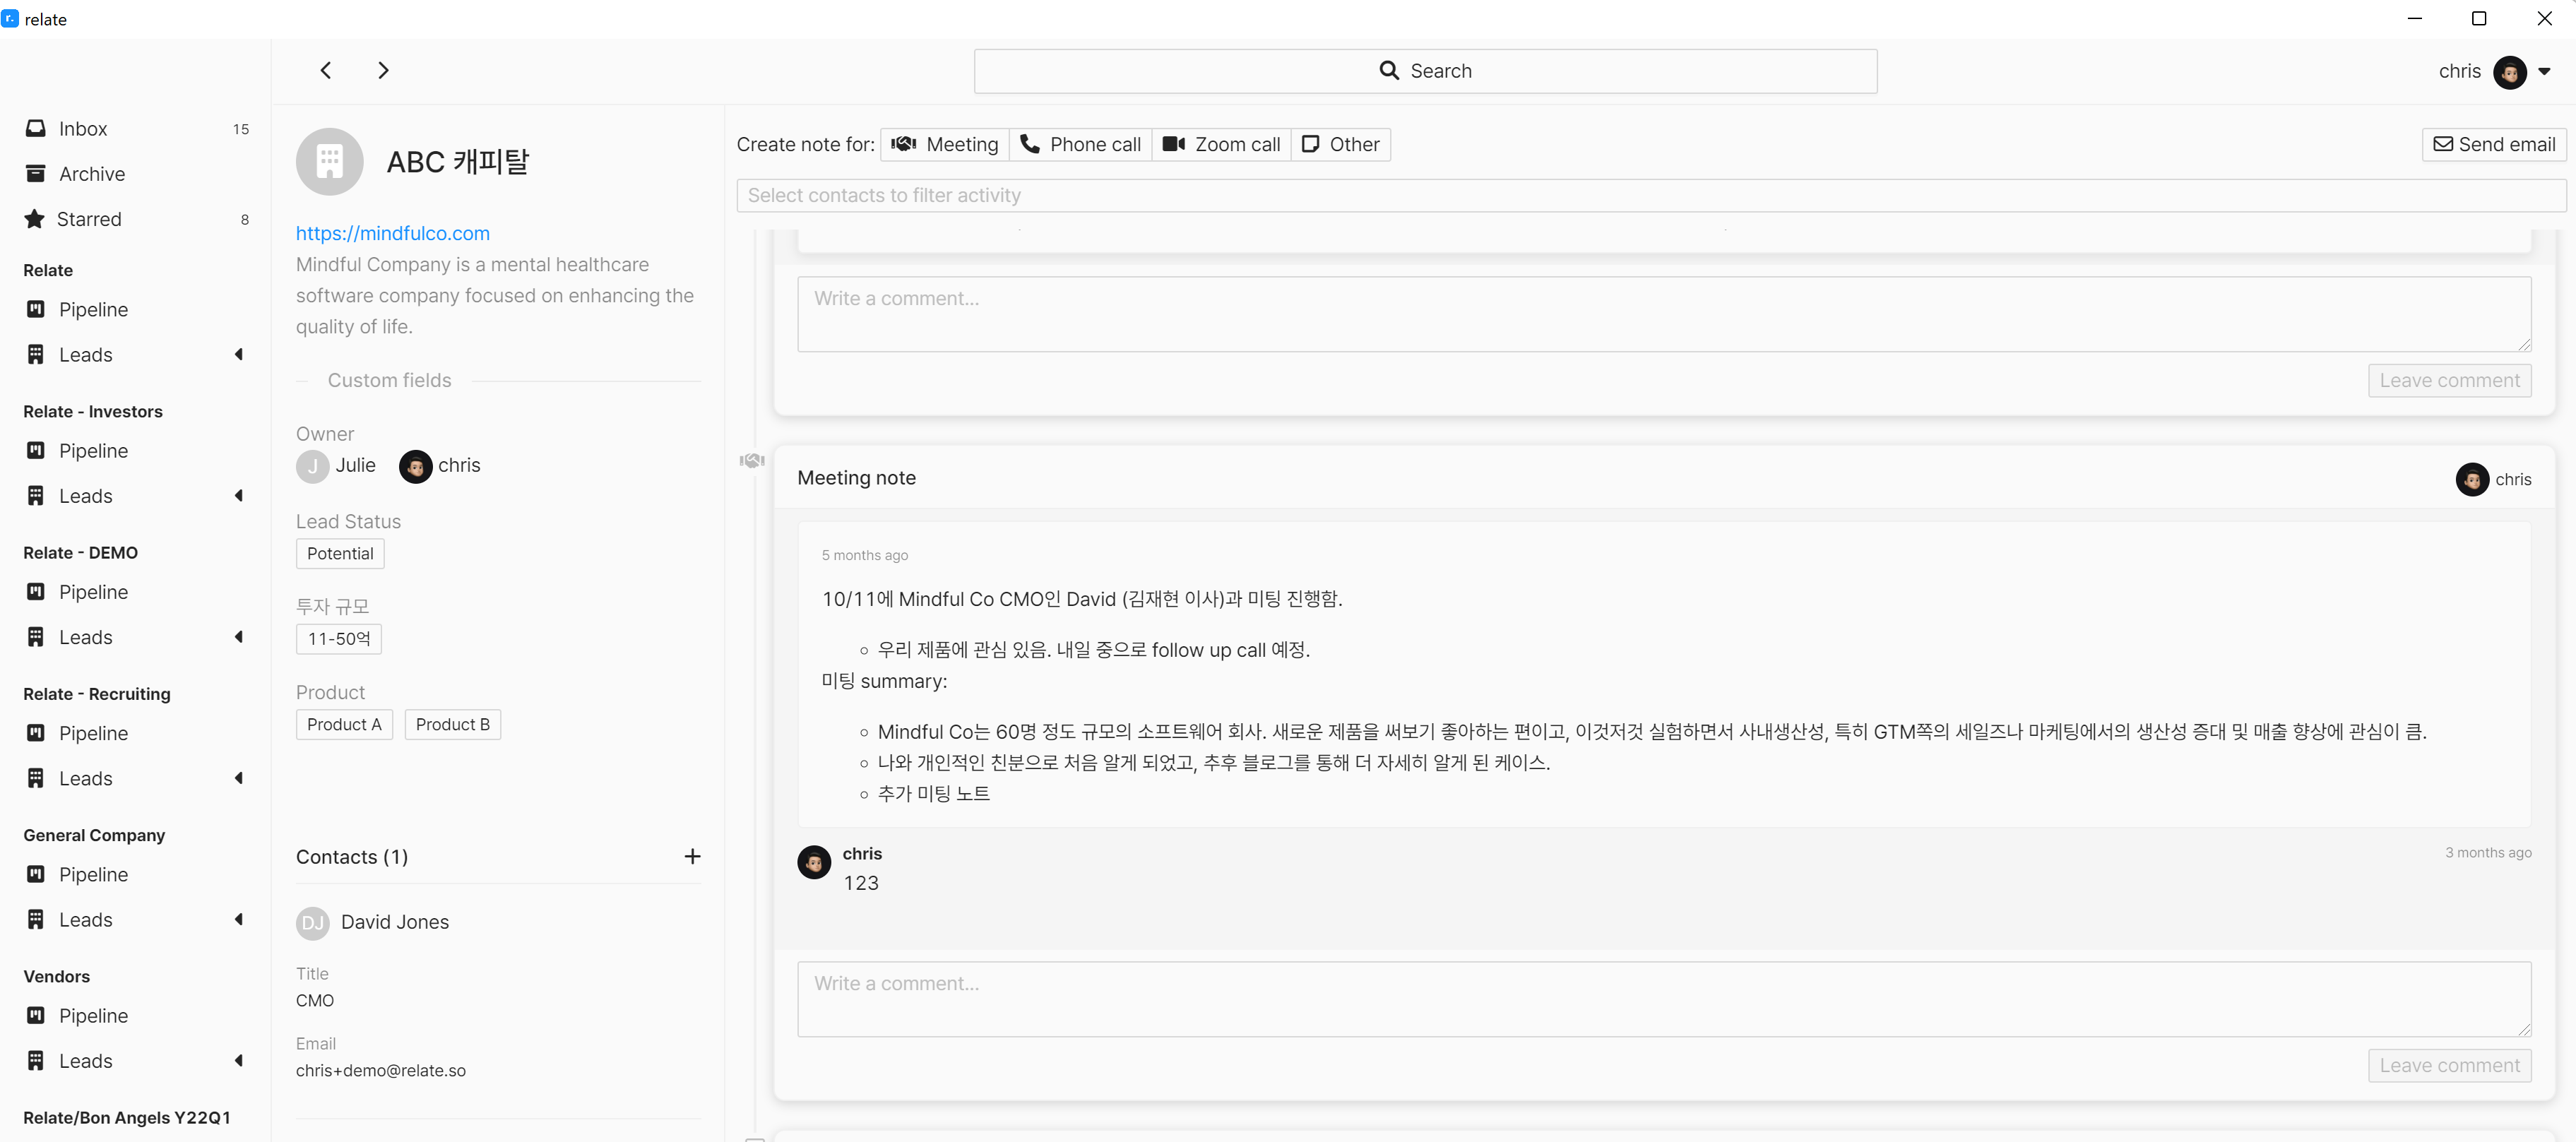 relate
Search
chris
Inbox
15
Archive
Starred
8
Relate
Pipeline
Leads
Relate - Investors
Pipeline
Leads
Relate - DEMO
Pipeline
Leads
Relate - Recruiting
Pipeline
Leads
General Company
Pipeline
Leads
Vendors
Pipeline
Leads
Relate/Bon Angels Y22Q1
ABC 캐피탈
https://mindfulco.com
Mindful Company is a mental healthcare
software company focused on enhancing the
quality of life.
Custom fields
Owner
J Julie chris
Lead Status
Potential
투자 규모
11-50억
Product
Product A Product B
Contacts (1)
DJ David Jones
Title
CMO
Email
chris+demo@relate.so
Create note for: Meeting Phone call Zoom call Other
Send email
Select contacts to filter activity
Write a comment...
Leave comment
Meeting note
chris
5 months ago
10/11에 Mindful Co CMO인 David (김재현 이사)과 미팅 진행함.
우리 제품에 관심 있음. 내일 중으로 follow up call 예정.
미팅 summary:
Mindful Co는 60명 정도 규모의 소프트웨어 회사. 새로운 제품을 써보기 좋아하는 편이고, 이것저것 실험하면서 사내생산성, 특히 GTM쪽의 세일즈나 마케팅에서의 생산성 증대 및 매출 향상에 관심이 큼.
나와 개인적인 친분으로 처음 알게 되었고, 추후 블로그를 통해 더 자세히 알게 된 케이스.
추가 미팅 노트
chris
3 months ago
123
Write a comment...
Leave comment